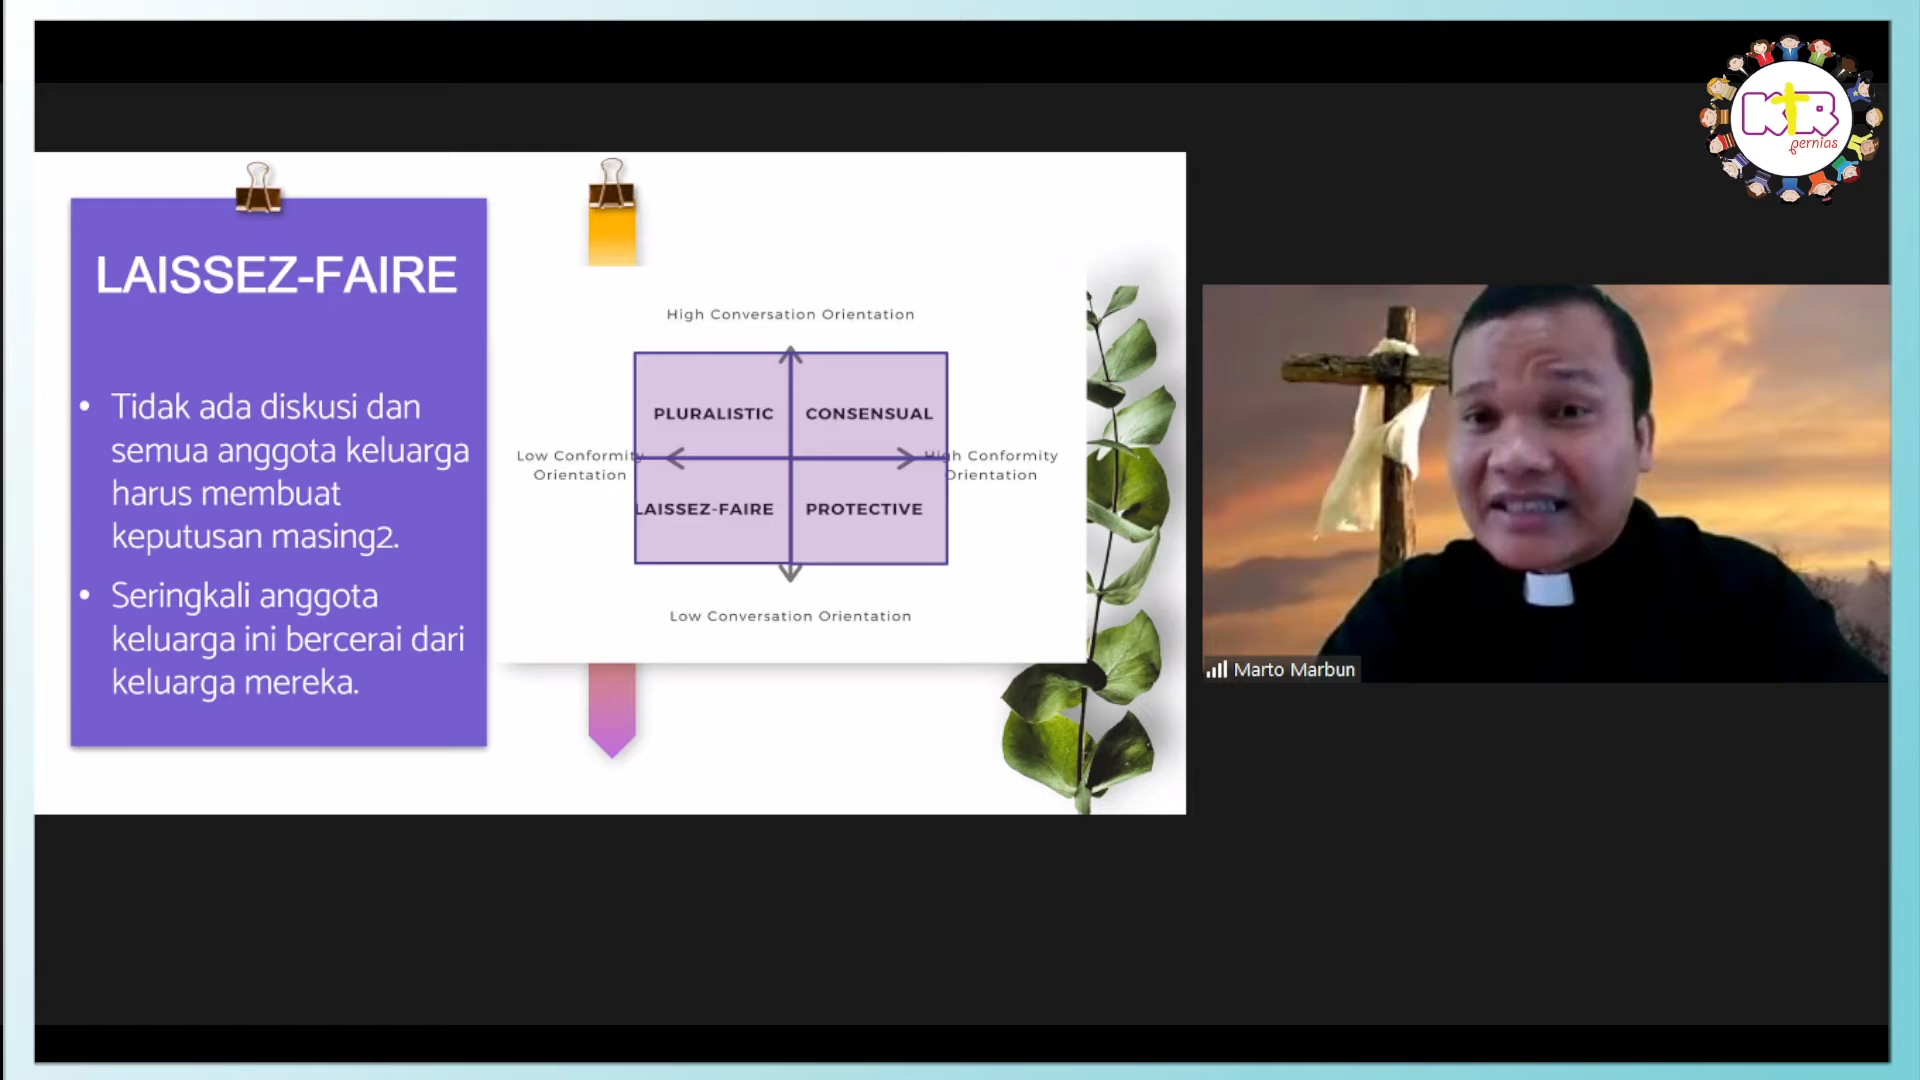 LAISSEZ-FAIRE
• Tidak ada diskusi dan
semua anggota keluarga
harus membuat
keputusan masing2.
• Seringkali anggota
keluarga ini bercerai dari
keluarga mereka.
High Conversation Orientation
PLURALISTIC
CONSENSUAL
Low Conformity
Orientation
High Conformity
Orientation
LAISSEZ-FAIRE
PROTECTIVE
Low Conversation Orientation
KTR
Pernias
Marto Marbun